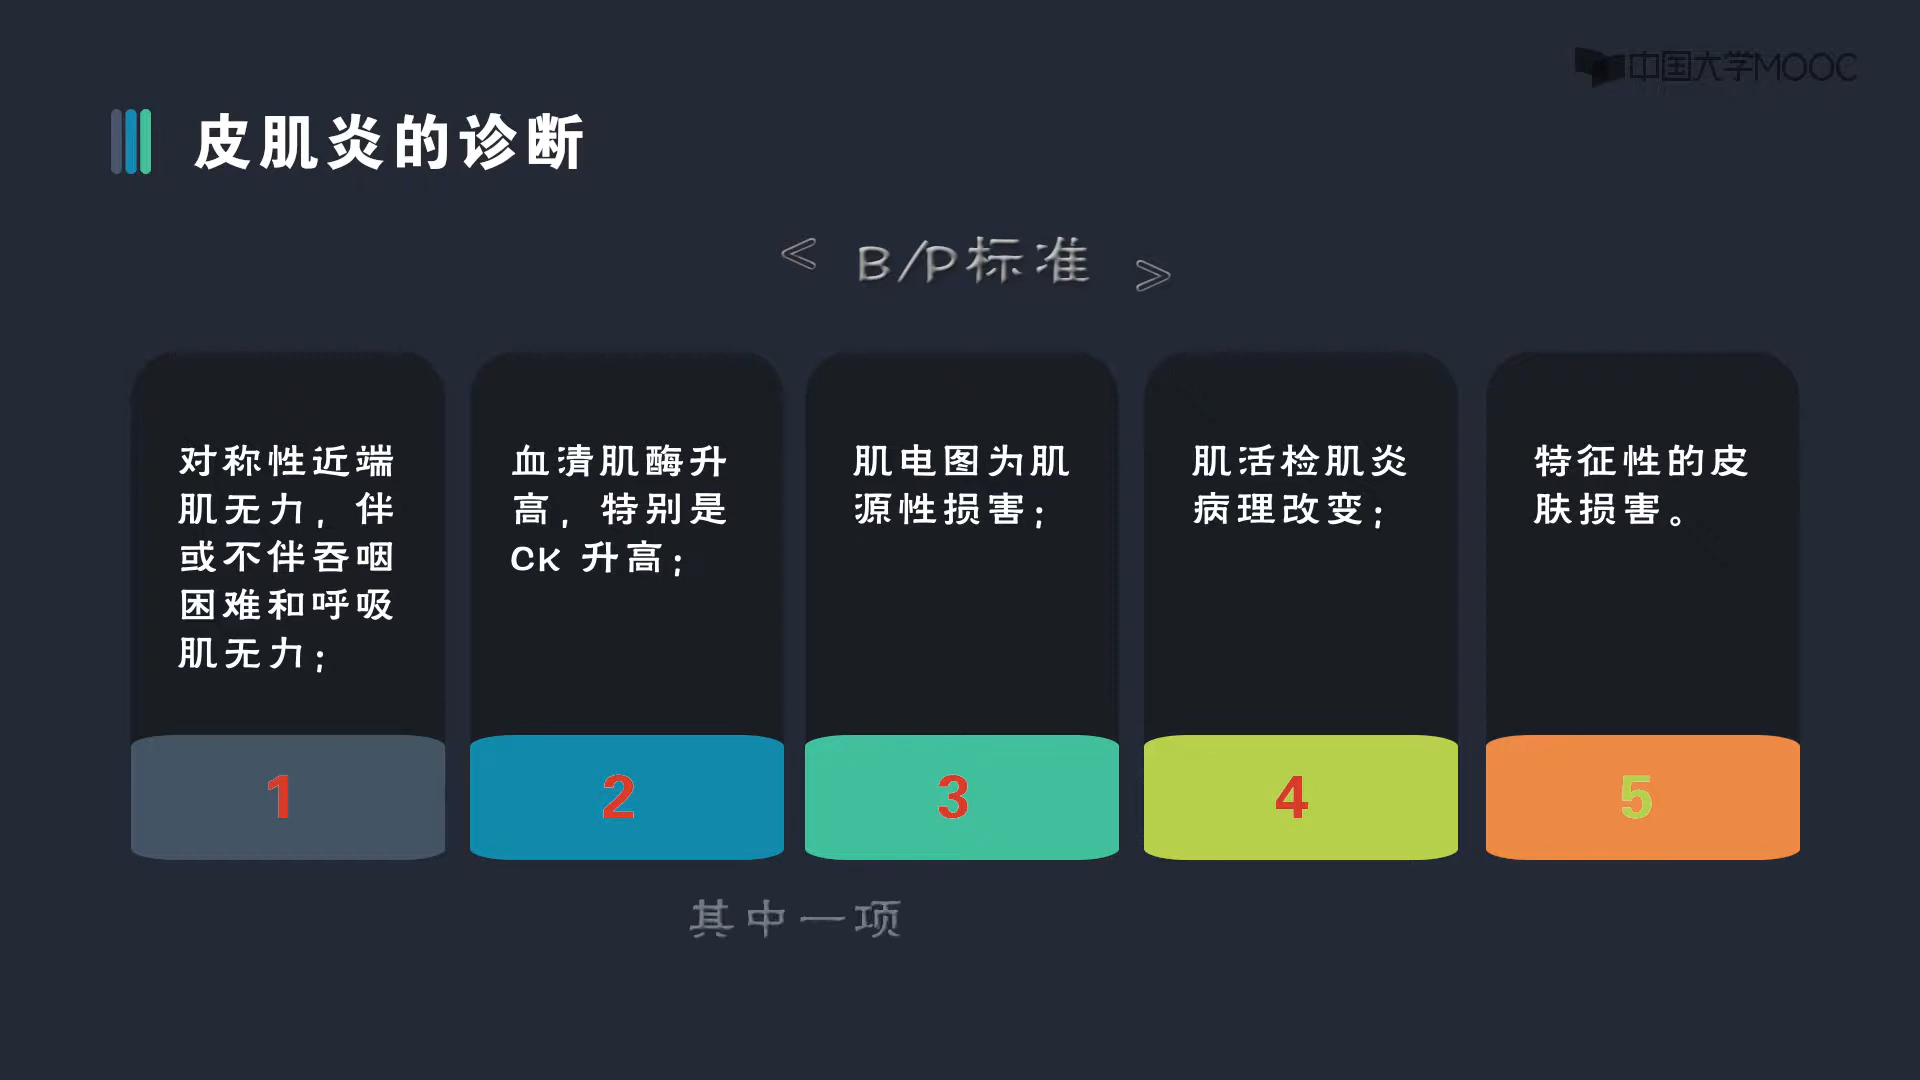 中国大学MOOC
皮肌炎的诊断
< B/P标准 >
对称性近端
肌无力，伴
或不伴吞咽
困难和呼吸
肌无力；
血清肌酶升
高，特别是
CK 升高；
肌电图为肌
源性损害；
肌活检肌炎
病理改变；
特征性的皮
肤损害。
1
2
3
4
5
其中一项